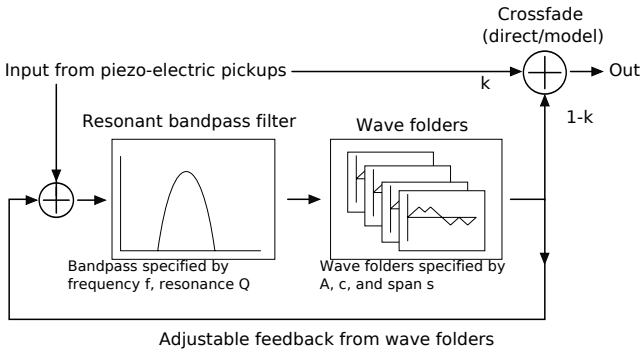 Crossfade
(direct/model)
Input from piezo-electric pickups
Out
k
Resonant bandpass filter
Wave folders
1-k
Bandpass specified by
frequency f, resonance Q
Wave folders specified by
A, c, and span s
Adjustable feedback from wave folders